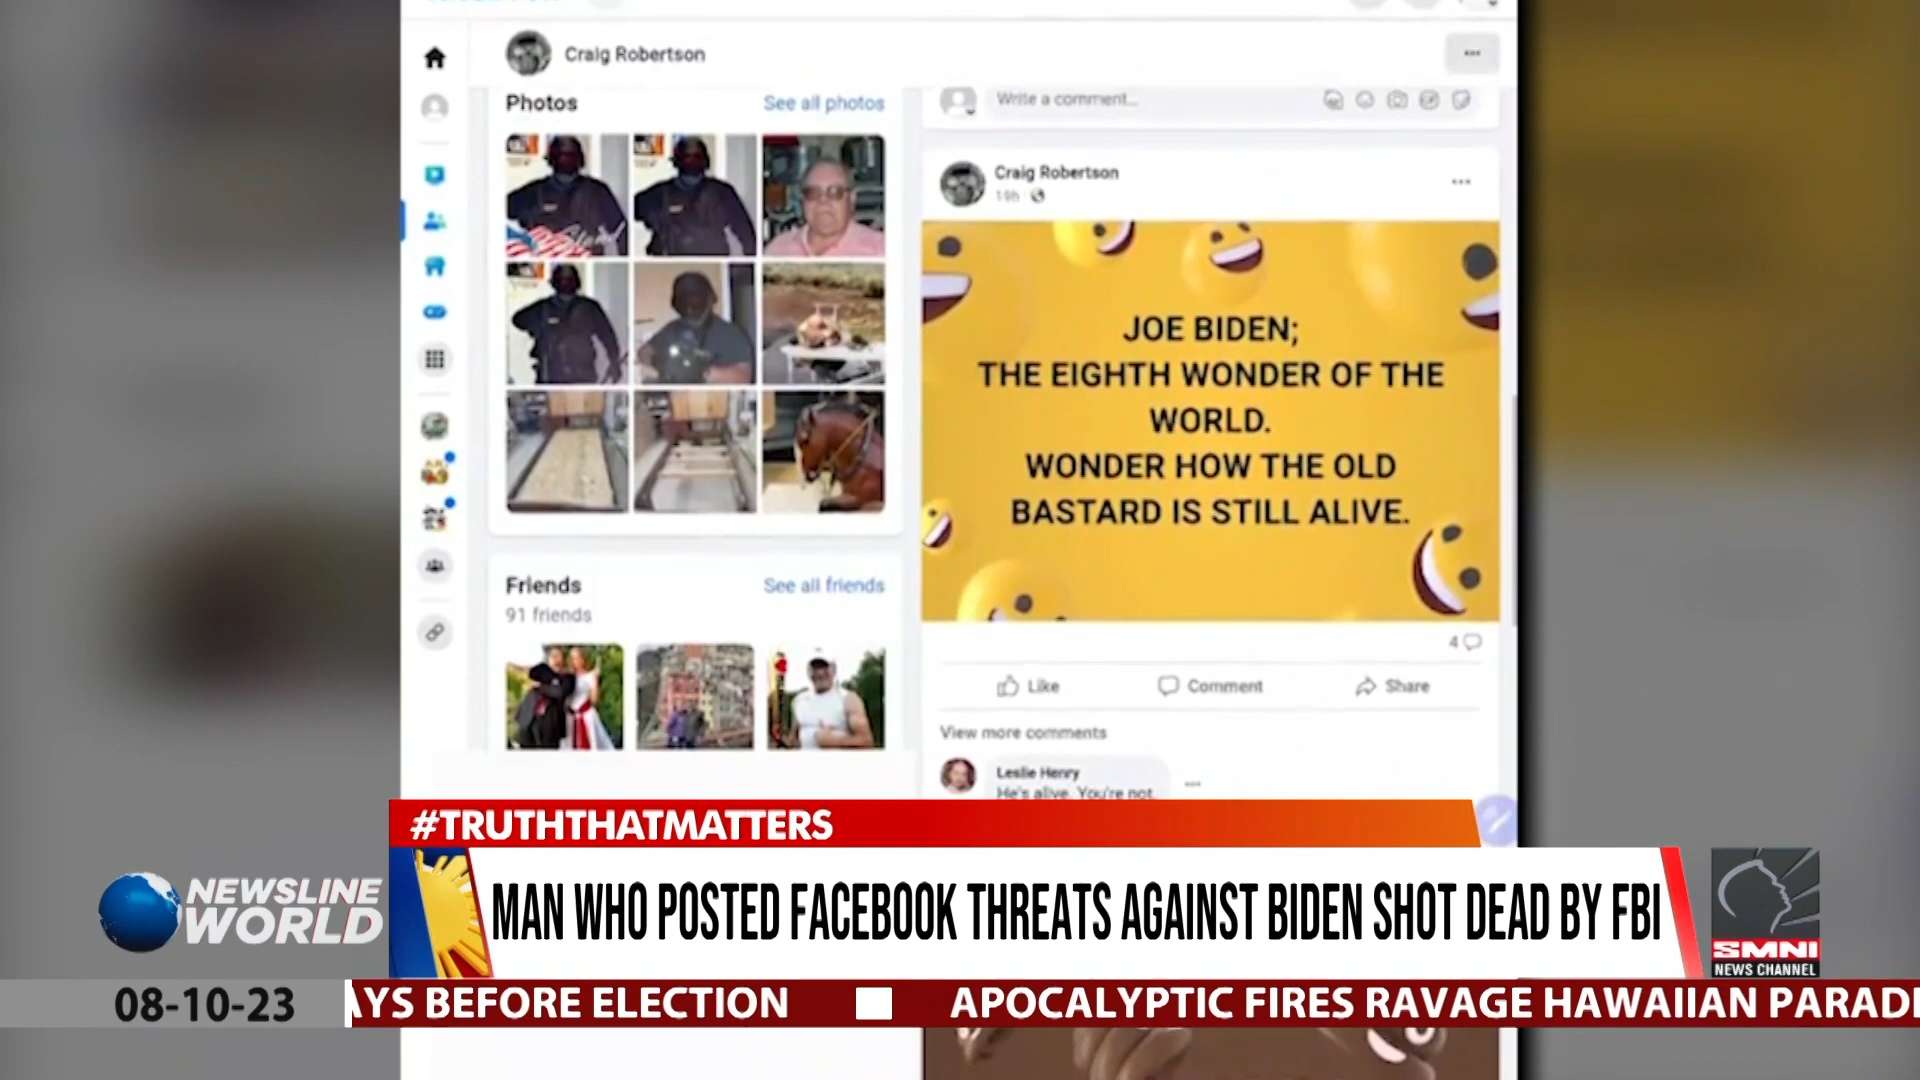 Craig Robertson
Photos
See all photos
Write a comment...
Craig Robertson
19h
JOE BIDEN;
THE EIGHTH WONDER OF THE
WORLD.
WONDER HOW THE OLD
BASTARD IS STILL ALIVE.
Friends
See all friends
91 friends
4
Like
Comment
Share
View more comments
Leslie Henry
He's alive. You're not.
#TRUTHTHATMATTERS
NEWSLINE
WORLD
MAN WHO POSTED FACEBOOK THREATS AGAINST BIDEN SHOT DEAD BY FBI
SMNI
NEWS CHANNEL
08-10-23
AYS BEFORE ELECTION
APOCALYPTIC FIRES RAVAGE HAWAIIAN PARADI